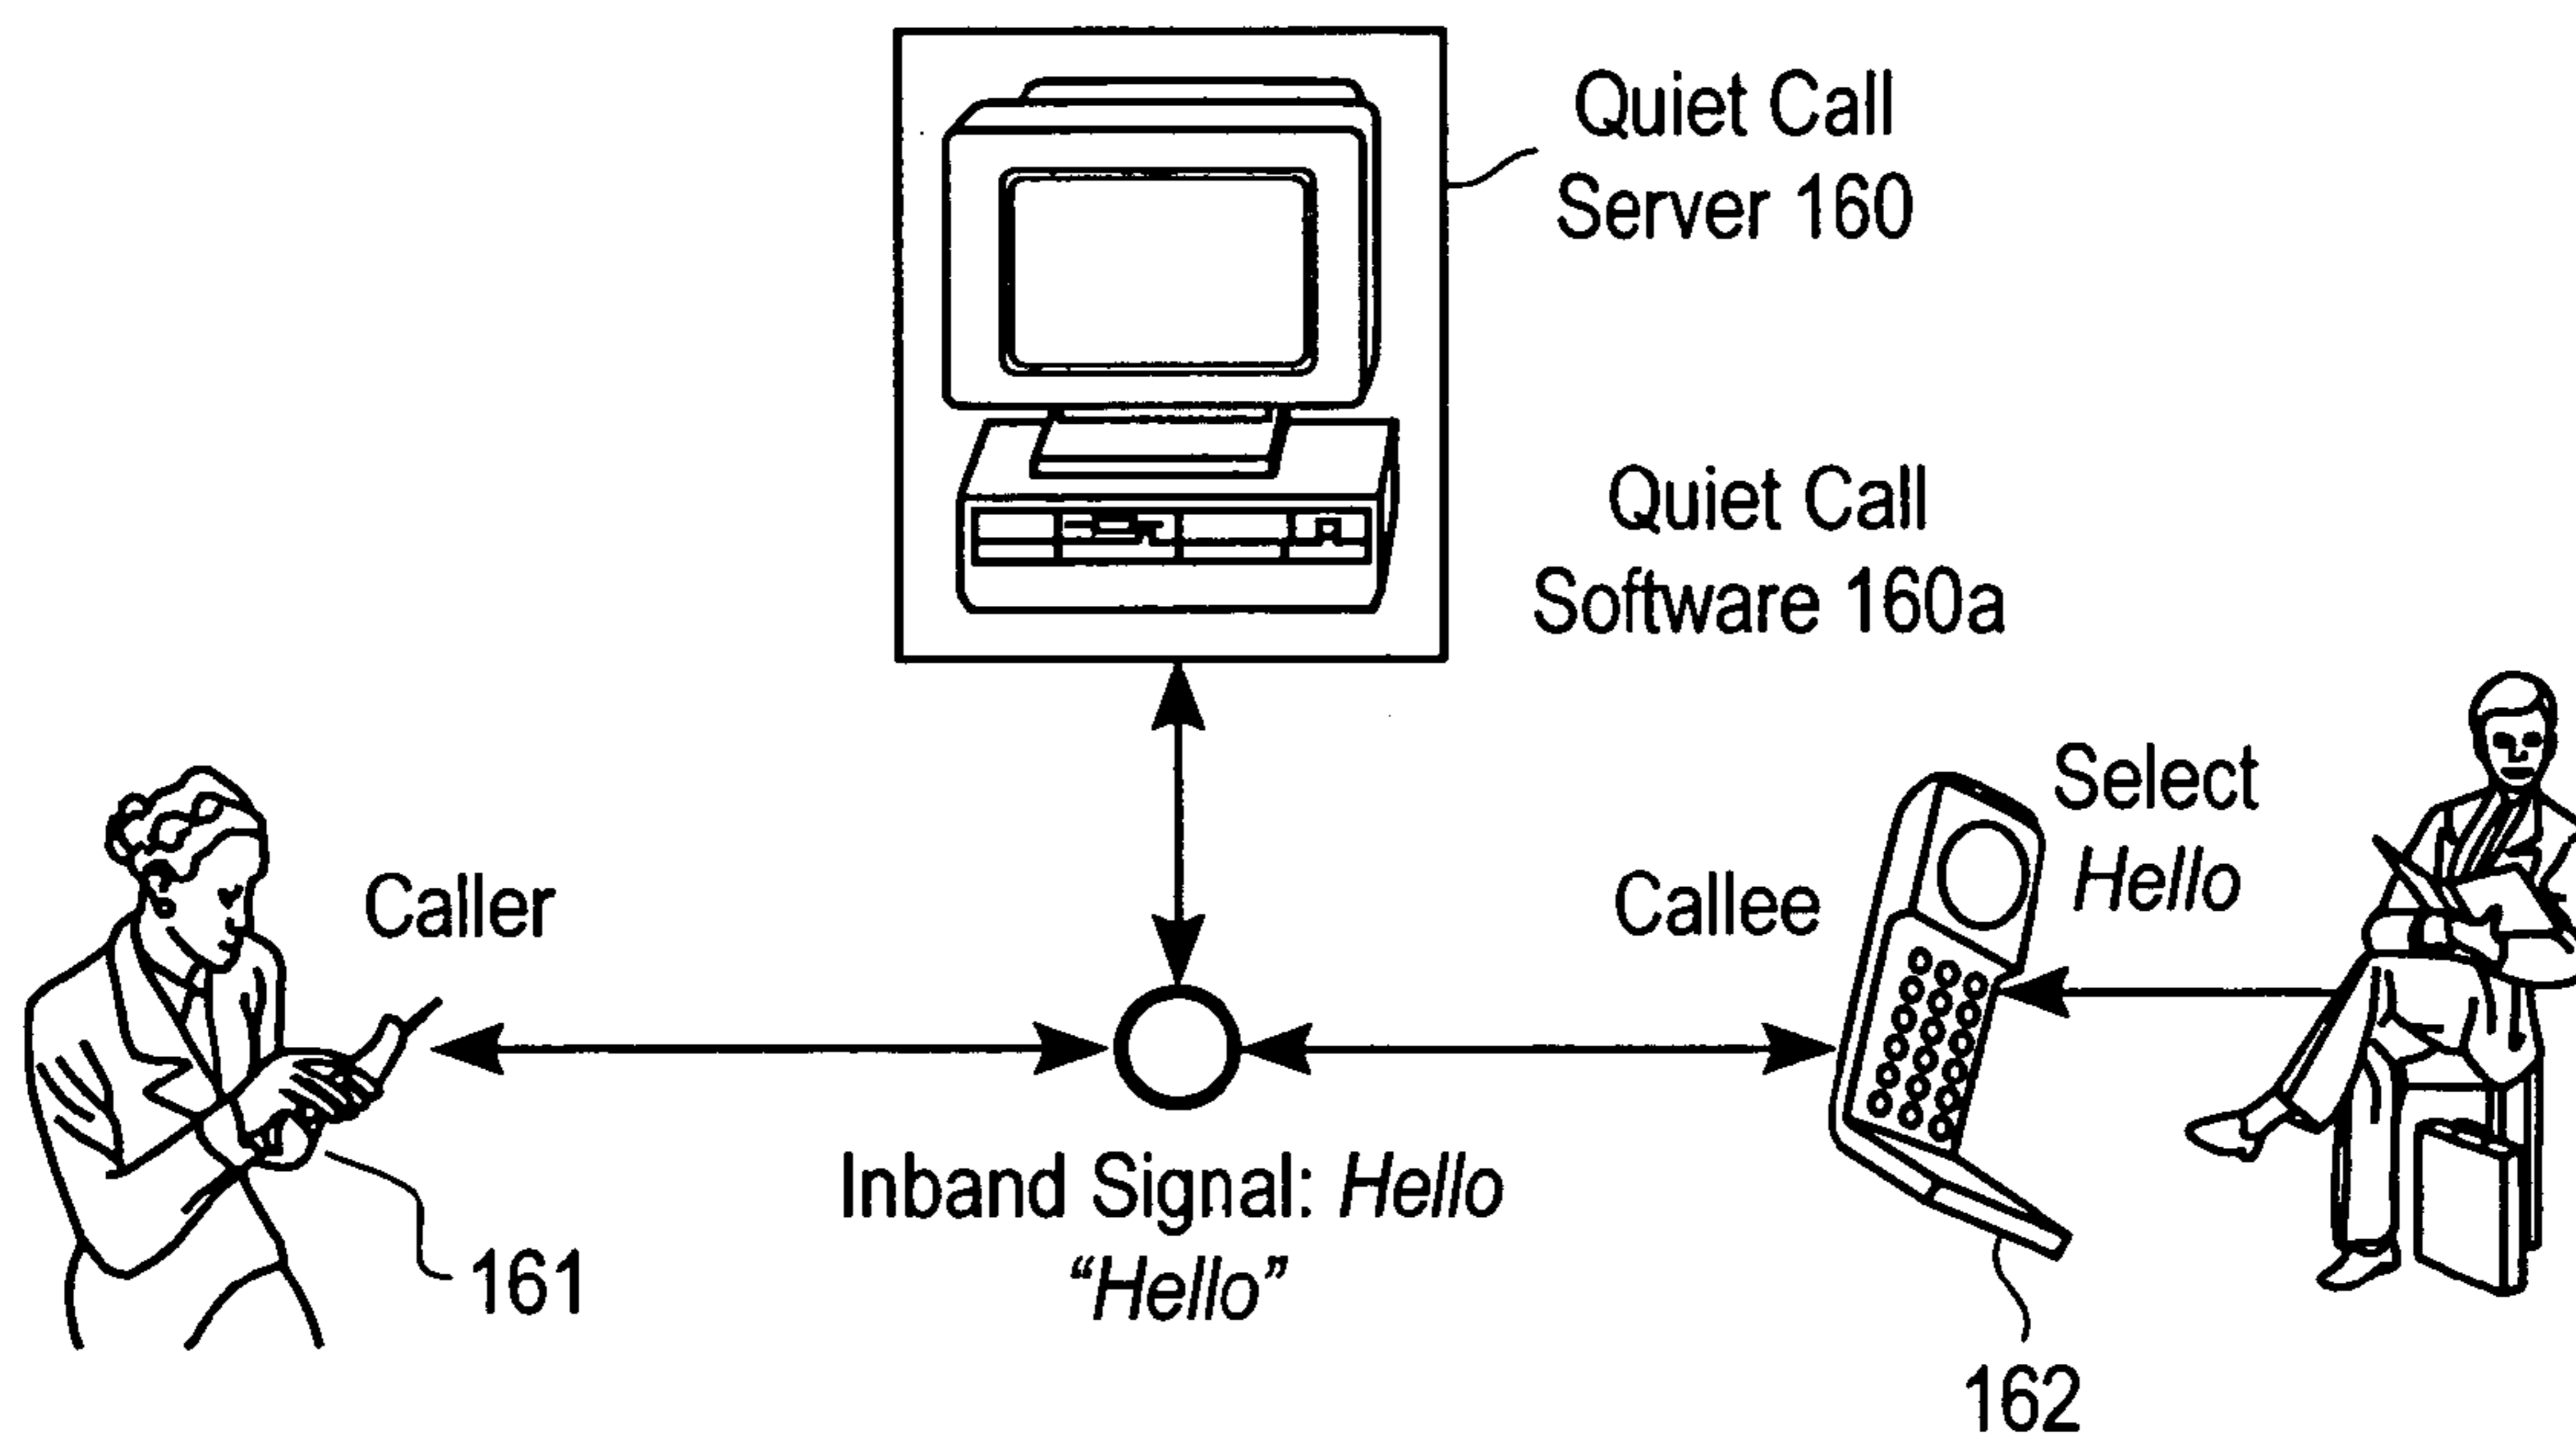 Quiet Call
Server 160
Quiet Call
Software 160a
Caller
Callee
Select
Hello
Inband Signal: Hello
“Hello”
161
162